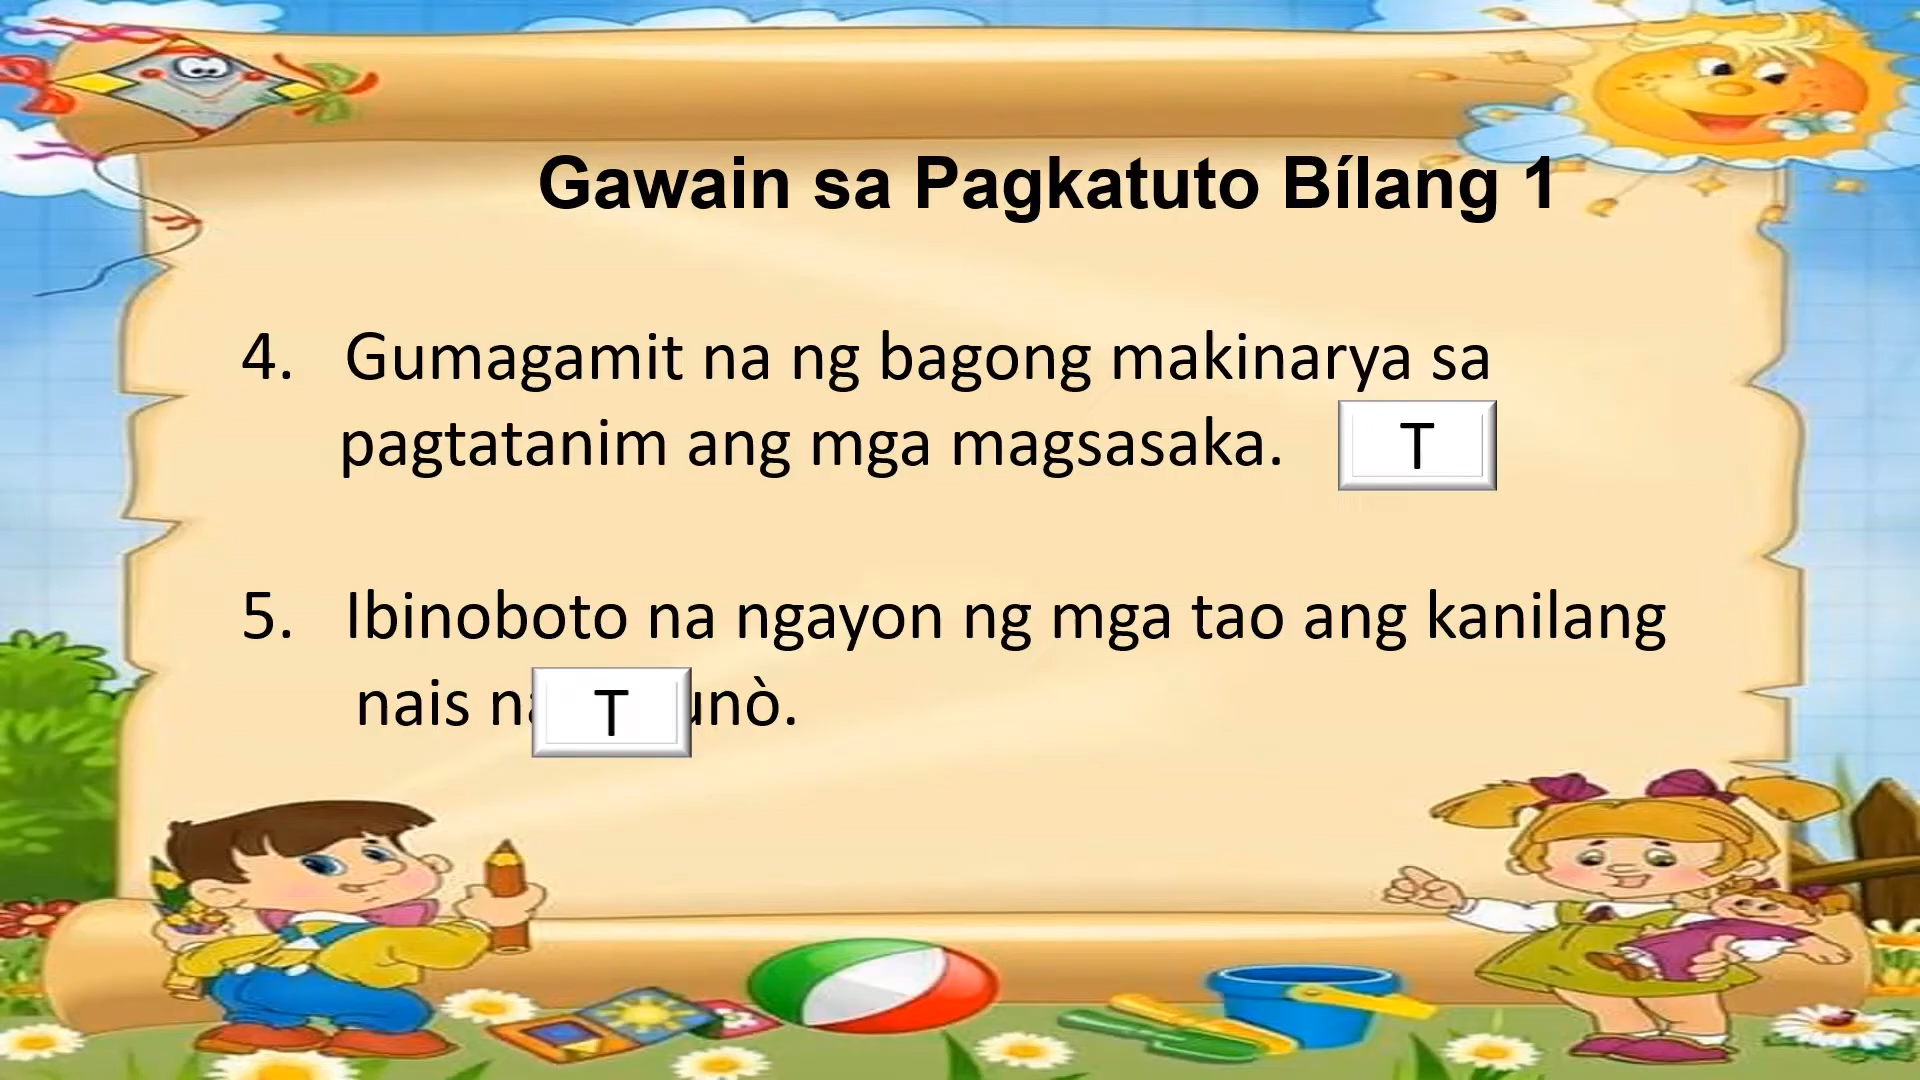 Gawain sa Pagkatuto Bílang 1
4. Gumagamit na ng bagong makinarya sa
pagtatanim ang mga magsasaka. T
5. Ibinoboto na ngayon ng mga tao ang kanilang
nais T